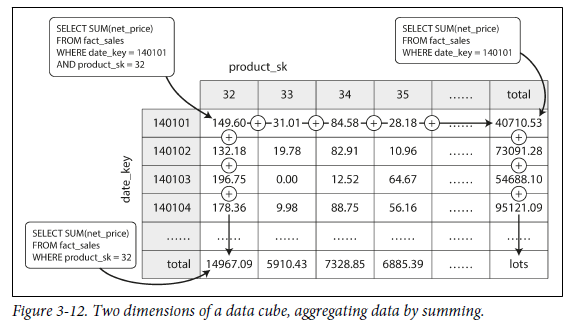 SELECT SUM(net_price)
FROM fact_sales
WHERE date_key = 140101
AND product_sk = 32
SELECT SUM(net_price)
FROM fact_sales
WHERE date_key = 140101
product_sk
32 33 34 35 ...... total
140101 149.60 + 31.01 + 84.58 + 28.18 + ...... 40710.53
+ +
140102 132.18 19.78 82.91 10.96 ...... 73091.28
+ +
date_key
140103 196.75 0.00 12.52 64.67 ...... 54688.10
+ +
140104 178.36 9.98 88.75 56.16 ...... 95121.09
SELECT SUM(net_price)
FROM fact_sales
WHERE product_sk = 32
...... ...... ...... ...... ...... ...... ......
total 14967.09 5910.43 7328.85 6885.39 ...... lots
Figure 3-12. Two dimensions of a data cube, aggregating data by summing.